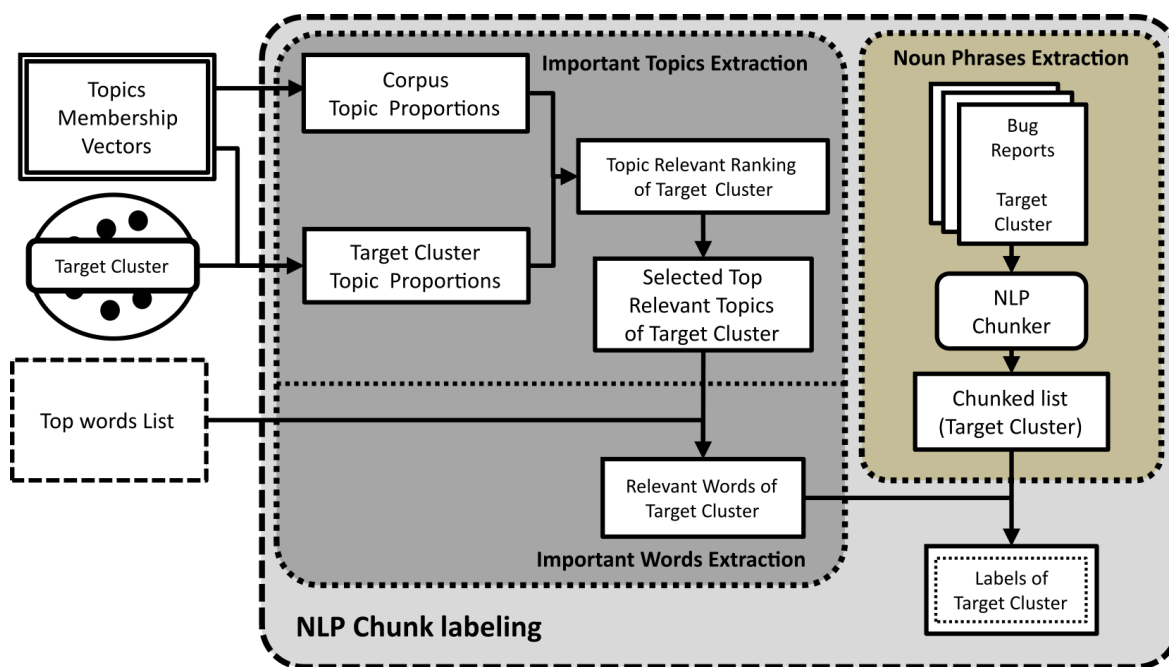 Topics
Membership
Vectors
Target Cluster
Top words List
Important Topics Extraction
Corpus
Topic Proportions
Target Cluster
Topic Proportions
Topic Relevant Ranking
of Target Cluster
Selected Top
Relevant Topics
of Target Cluster
Relevant Words of
Target Cluster
Important Words Extraction
Noun Phrases Extraction
Bug
Reports
Target
Cluster
NLP
Chunker
Chunked list
(Target Cluster)
Labels of
Target Cluster
NLP Chunk labeling